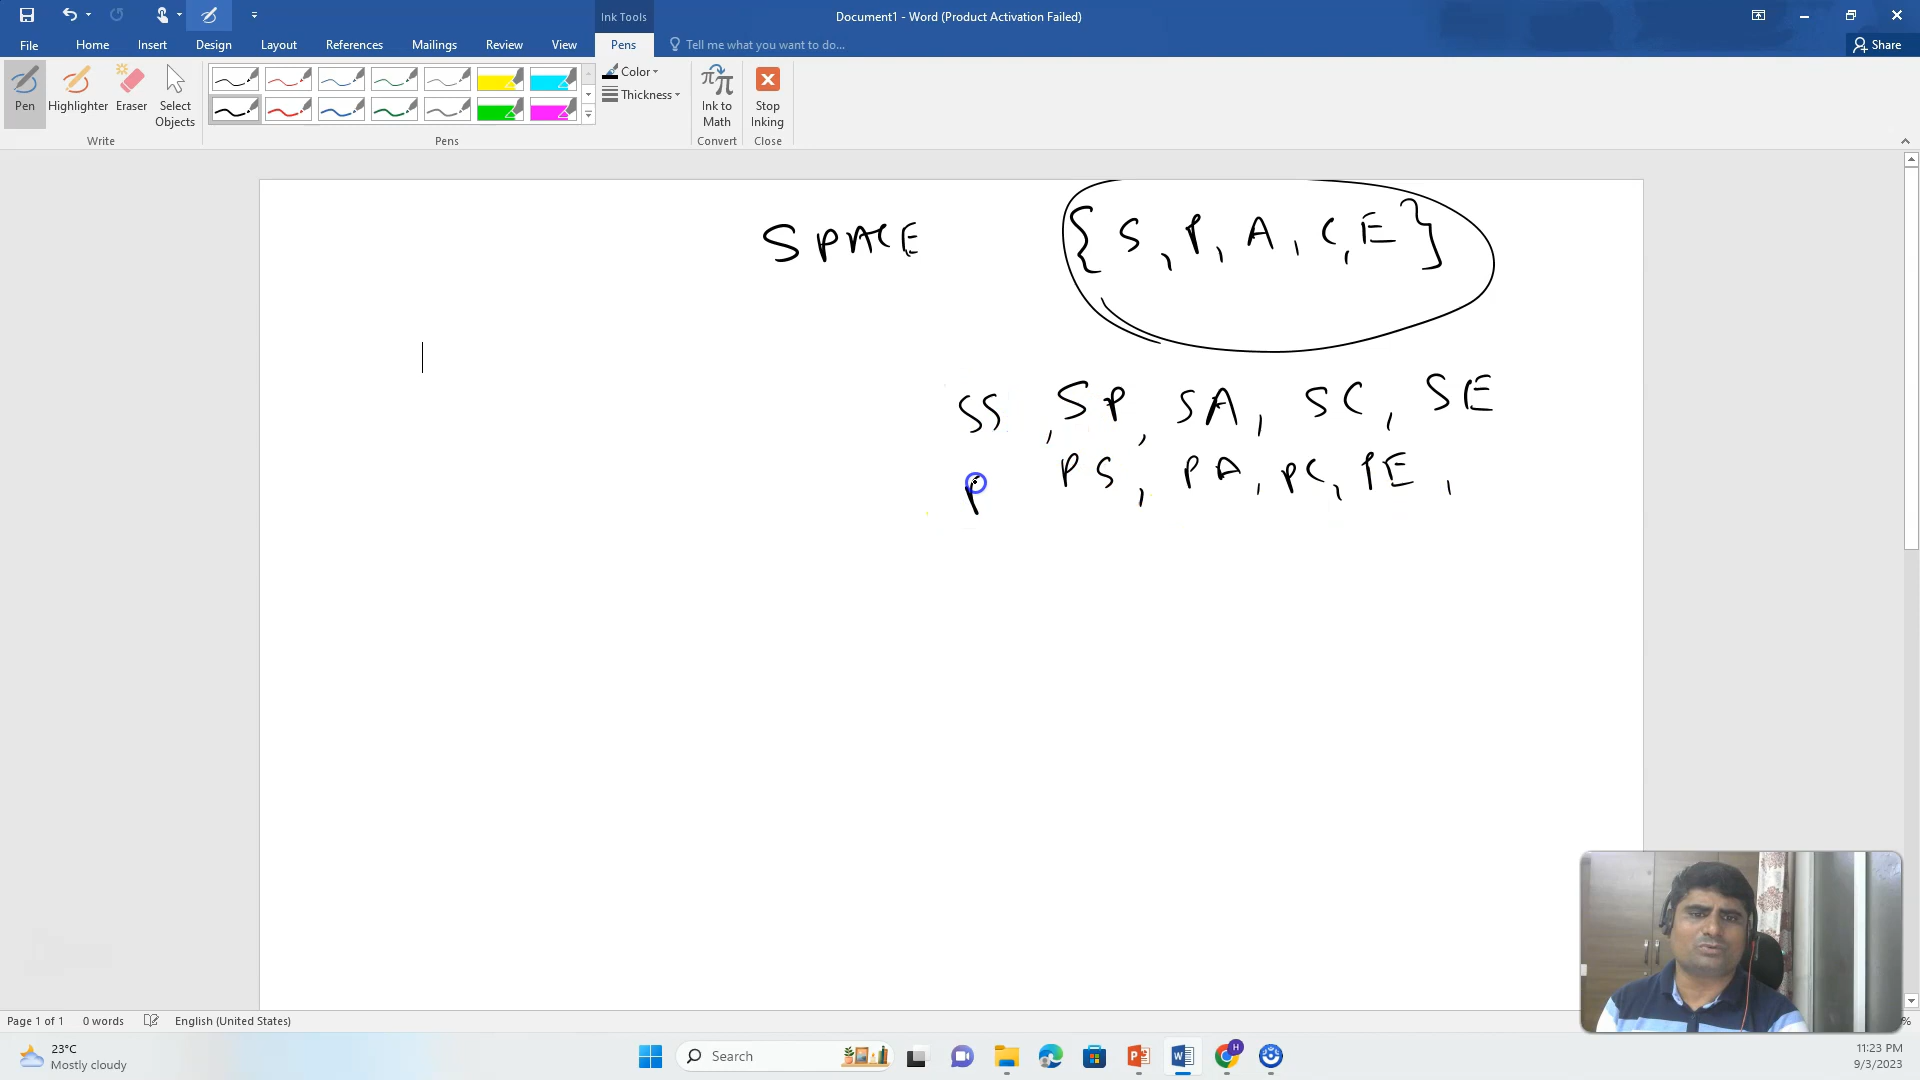 Ink Tools
Document1 - Word (Product Activation Failed)
File Home Insert Design Layout References Mailings Review View Pens Tell me what you want to do... Share
Pen Highlighter Eraser Select Objects
Color
Thickness
Ink to Math
Stop Inking
Write Pens Convert Close
SPACE { S, P, A, C, E }
SS, SP, SA, SC, SE
P PS, PA, PC, PE,
Page 1 of 1 0 words English (United States) %
23°C
Mostly cloudy
Search
H
11:23 PM
9/3/2023